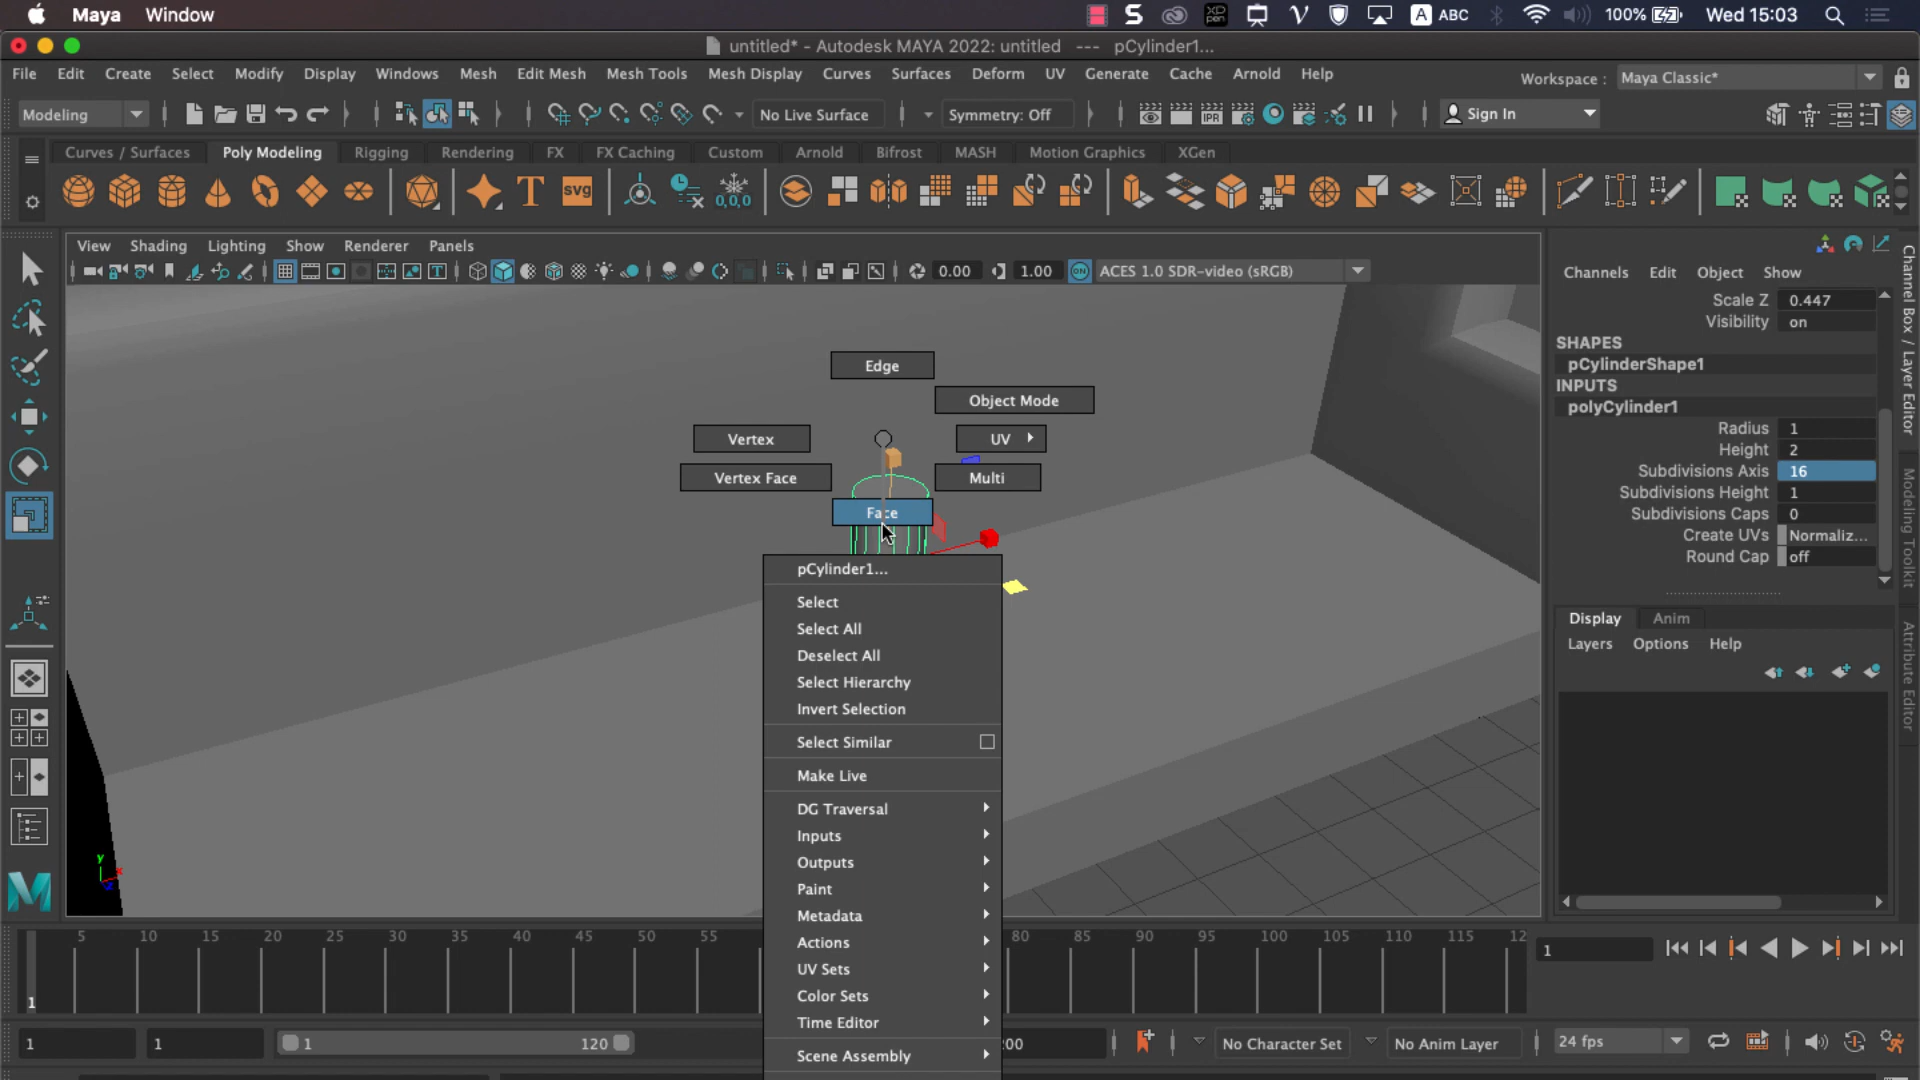 Maya Window ABC 100% Wed 15:03
untitled* - Autodesk MAYA 2022: untitled --- pCylinder1...
File Edit Create Select Modify Display Windows Mesh Edit Mesh Mesh Tools Mesh Display Curves Surfaces Deform UV Generate Cache Arnold Help Workspace : Maya Classic*
Modeling No Live Surface Symmetry: Off IPR Sign In
Curves / Surfaces Poly Modeling Rigging Rendering FX FX Caching Custom Arnold Bifrost MASH Motion Graphics XGen
T svg 0,0,0
View Shading Lighting Show Renderer Panels
0.00 1.00 ON ACES 1.0 SDR-video (sRGB)
Channels Edit Object Show
Scale Z 0.447
Visibility on
SHAPES
pCylinderShape1
INPUTS
polyCylinder1
Radius 1
Height 2
Subdivisions Axis 16
Subdivisions Height 1
Subdivisions Caps 0
Create UVs Normaliz...
Round Cap off
Channel Box / Layer Editor
Modeling Toolkit
Attribute Editor
Display Anim
Layers Options Help
Edge
Object Mode
Vertex UV
Vertex Face Multi
Face
pCylinder1...
Select
Select All
Deselect All
Select Hierarchy
Invert Selection
Select Similar
Make Live
DG Traversal
Inputs
Outputs
Paint
Metadata
Actions
UV Sets
Color Sets
Time Editor
Scene Assembly
y x z
5 10 15 20 25 30 35 40 45 50 55 80 85 90 95 100 105 110 115 12
1
1
1 1 1 120 00 No Character Set No Anim Layer 24 fps